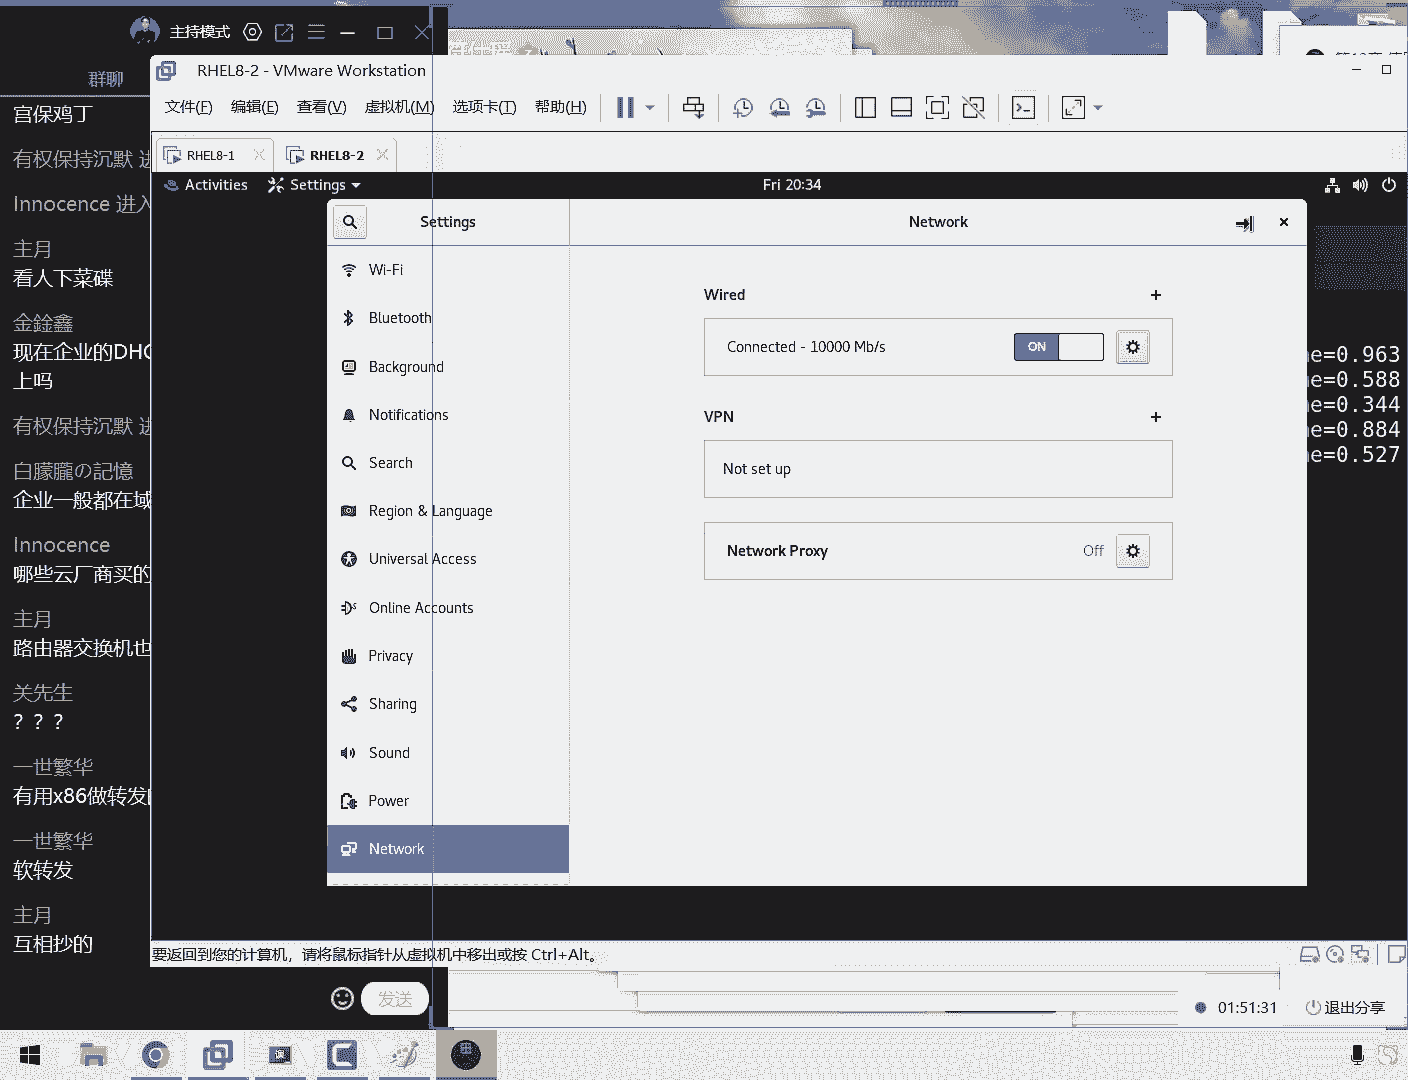 主持模式
群聊
宫保鸡丁
有权保持沉默 进
Innocence 进入
主月
看人下菜碟
金銓鑫
现在企业的DHC
上吗
有权保持沉默 进
白朦朧の記憶
企业一般都在域
Innocence
哪些云厂商买的
主月
路由器交换机也
关先生
？？？
一世繁华
有用x86做转发
一世繁华
软转发
主月
互相抄的
发送
RHEL8-2 - VMware Workstation
文件(F) 编辑(E) 查看(V) 虚拟机(M) 选项卡(T) 帮助(H)
RHEL8-1 RHEL8-2
Activities Settings Fri 20:34
Settings Network
Wi-Fi
Bluetooth
Background
Notifications
Search
Region & Language
Universal Access
Online Accounts
Privacy
Sharing
Sound
Power
Network
Wired
Connected - 10000 Mb/s ON
VPN
Not set up
Network Proxy Off
e=0.963
e=0.588
e=0.344
e=0.884
e=0.527
要返回到您的计算机，请将鼠标指针从虚拟机中移出或按 Ctrl+Alt。
01:51:31 退出分享